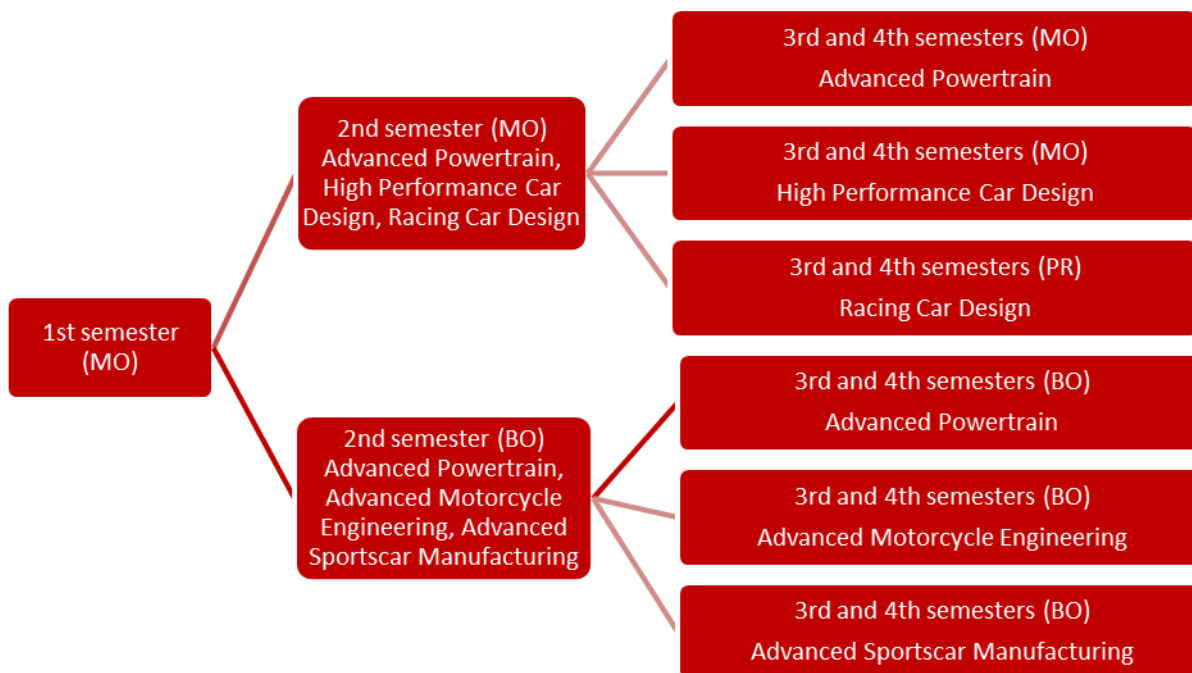 1st semester
(MO)
2nd semester (MO)
Advanced Powertrain,
High Performance Car
Design, Racing Car Design
2nd semester (BO)
Advanced Powertrain,
Advanced Motorcycle
Engineering, Advanced
Sportscar Manufacturing
3rd and 4th semesters (MO)
Advanced Powertrain
3rd and 4th semesters (MO)
High Performance Car Design
3rd and 4th semesters (PR)
Racing Car Design
3rd and 4th semesters (BO)
Advanced Powertrain
3rd and 4th semesters (BO)
Advanced Motorcycle Engineering
3rd and 4th semesters (BO)
Advanced Sportscar Manufacturing